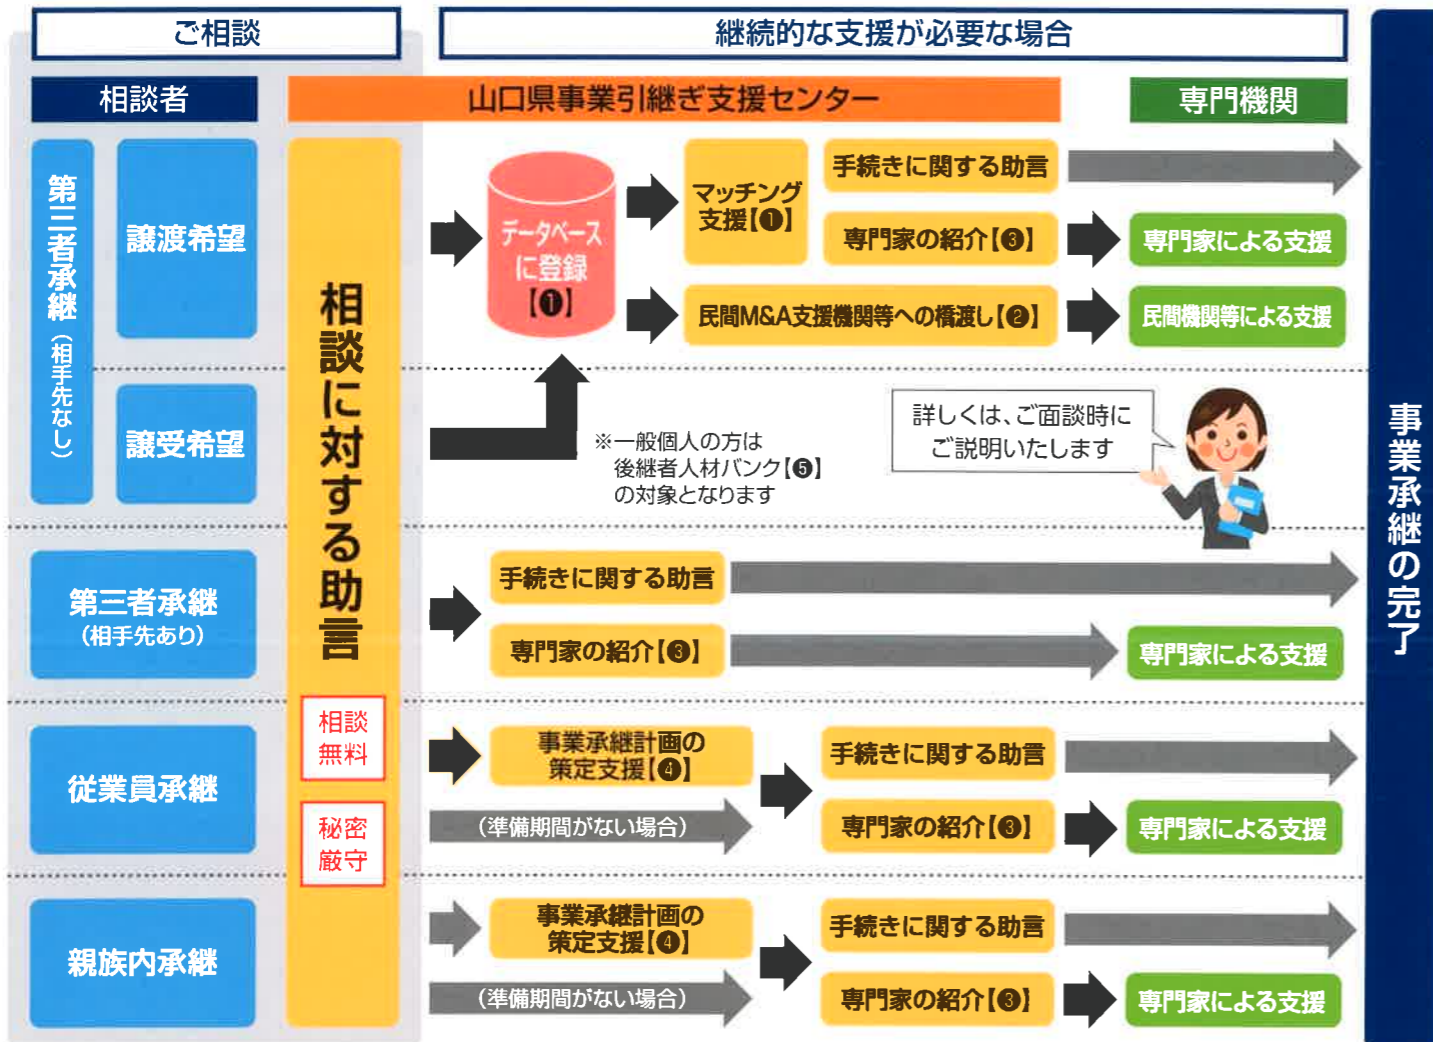 ご相談
継続的な支援が必要な場合
相談者
山口県事業引継ぎ支援センター
専門機関
第三者承継（相手先なし）
譲渡希望
譲受希望
相談に対する助言
相談
無料
秘密
厳守
データベース
に登録
【❶】
マッチング
支援【❶】
手続きに関する助言
専門家の紹介【❸】
専門家による支援
民間M&A支援機関等への橋渡し【❷】
民間機関等による支援
※一般個人の方は
後継者人材バンク【❺】
の対象となります
詳しくは、ご面談時に
ご説明いたします
第三者承継
(相手先あり)
手続きに関する助言
専門家の紹介【❸】
専門家による支援
従業員承継
事業承継計画の
策定支援【❹】
(準備期間がない場合)
手続きに関する助言
専門家の紹介【❸】
専門家による支援
親族内承継
事業承継計画の
策定支援【❹】
(準備期間がない場合)
手続きに関する助言
専門家の紹介【❸】
専門家による支援
事業承継の完了